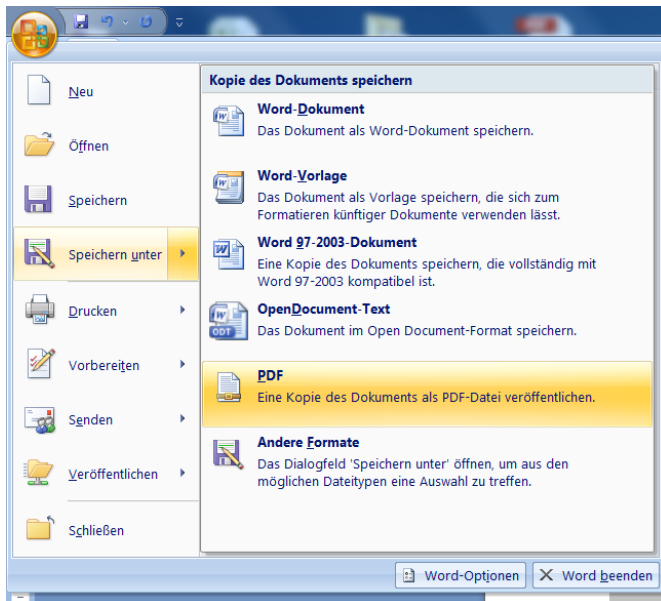 Neu
Öffnen
Speichern
Speichern unter
Drucken
Vorbereiten
Senden
Veröffentlichen
Schließen
Kopie des Dokuments speichern
Word-Dokument
Das Dokument als Word-Dokument speichern.
Word-Vorlage
Das Dokument als Vorlage speichern, die sich zum
Formatieren künftiger Dokumente verwenden lässt.
Word 97-2003-Dokument
Eine Kopie des Dokuments speichern, die vollständig mit
Word 97-2003 kompatibel ist.
OpenDocument-Text
ODT
Das Dokument im Open Document-Format speichern.
PDF
Eine Kopie des Dokuments als PDF-Datei veröffentlichen.
Andere Formate
Das Dialogfeld 'Speichern unter' öffnen, um aus den
möglichen Dateitypen eine Auswahl zu treffen.
Word-Optionen
Word beenden